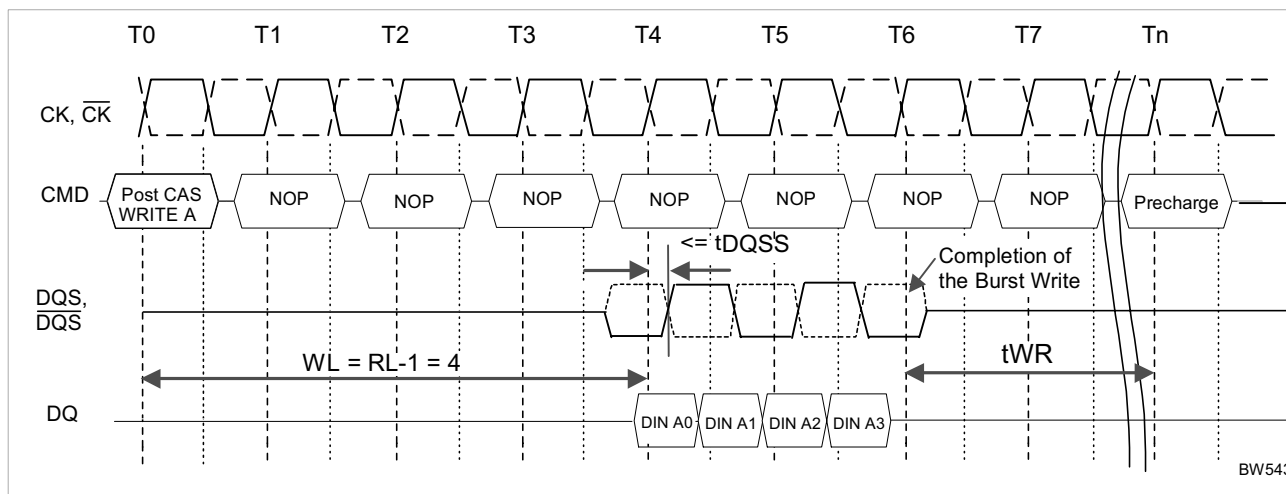 T0 T1 T2 T3 T4 T5 T6 T7 Tn
CK, CK
CMD
Post CAS
WRITE A
NOP NOP NOP NOP NOP NOP NOP Precharge
<= tDQSS
Completion of
the Burst Write
DQS,
DQS
WL = RL-1 = 4
tWR
DQ
DIN A0 DIN A1 DIN A2 DIN A3
BW543